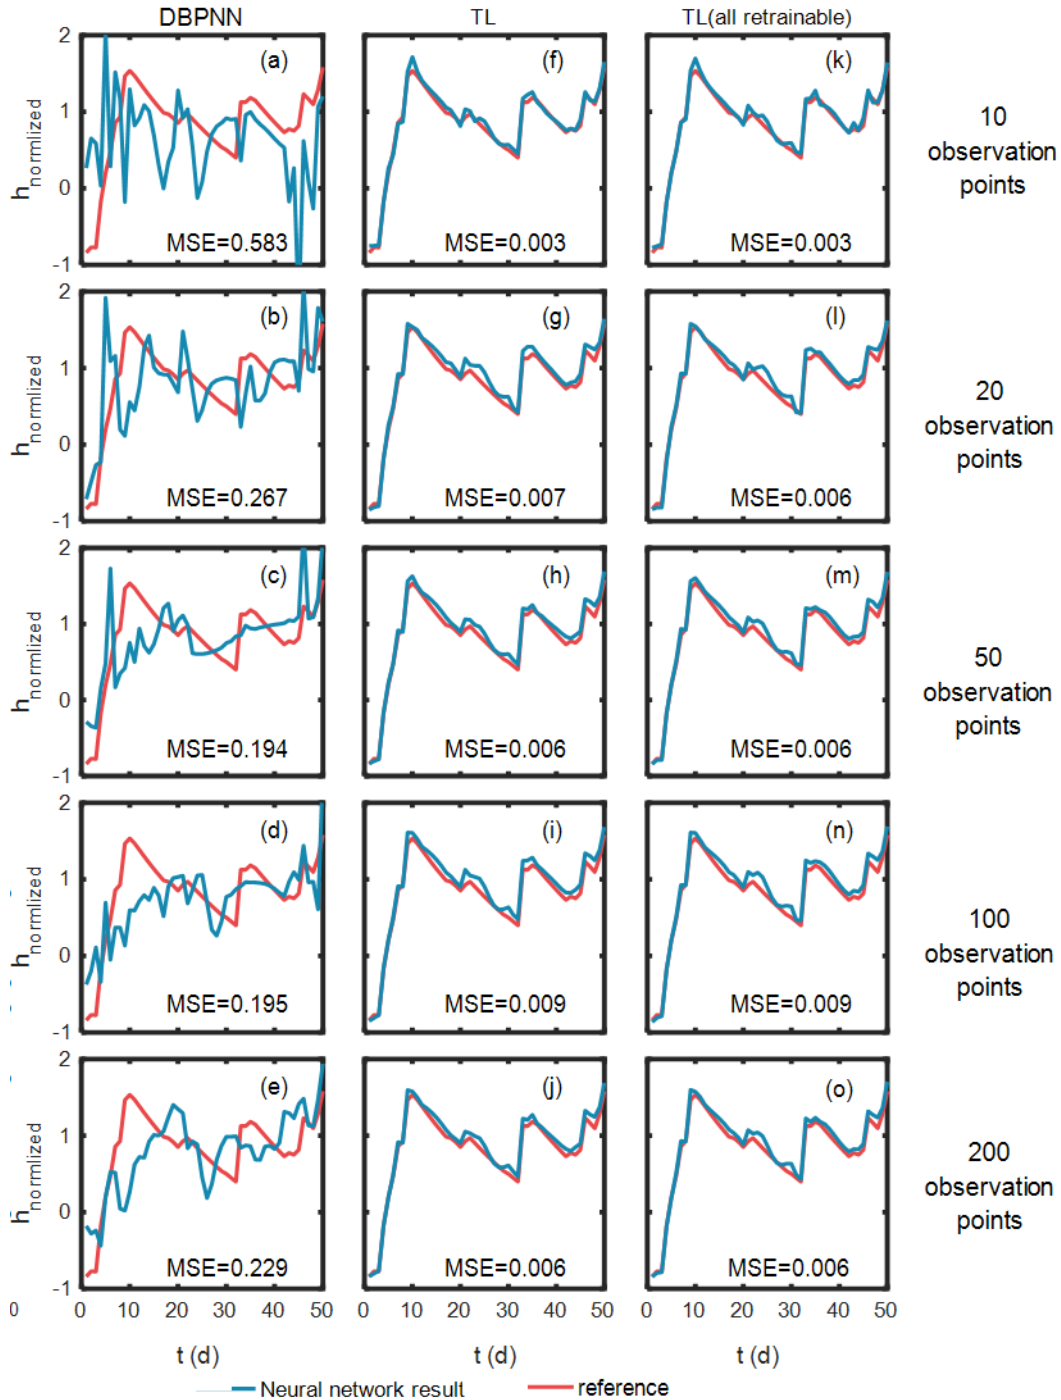 DBPNN TL TL(all retrainable)
2 (a) (f) (k)
1
0
-1
h_normlized
MSE=0.583 MSE=0.003 MSE=0.003
10
observation
points
2 (b) (g) (l)
1
0
-1
h_normlized
MSE=0.267 MSE=0.007 MSE=0.006
20
observation
points
2 (c) (h) (m)
1
0
-1
h_normlized
MSE=0.194 MSE=0.006 MSE=0.006
50
observation
points
2 (d) (i) (n)
1
0
-1
h_normlized
MSE=0.195 MSE=0.009 MSE=0.009
100
observation
points
2 (e) (j) (o)
1
0
-1
h_normlized
MSE=0.229 MSE=0.006 MSE=0.006
200
observation
points
0 0 10 20 30 40 50 0 10 20 30 40 50 0 10 20 30 40 50
t (d) t (d) t (d)
Neural network result reference